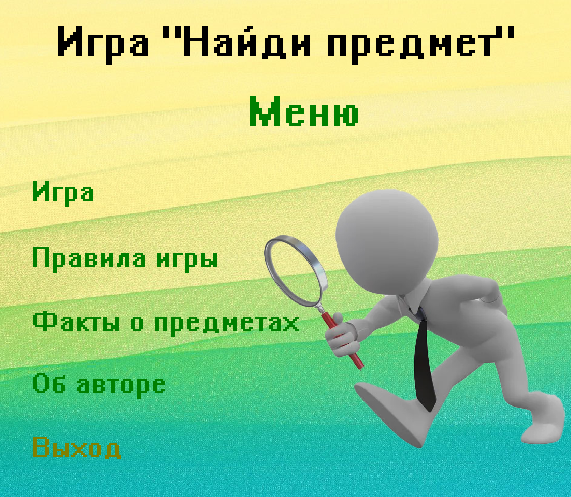 Игра "Найди предмет"
Меню
Игра
Правила игры
Факты о предметах
Об авторе
Выход